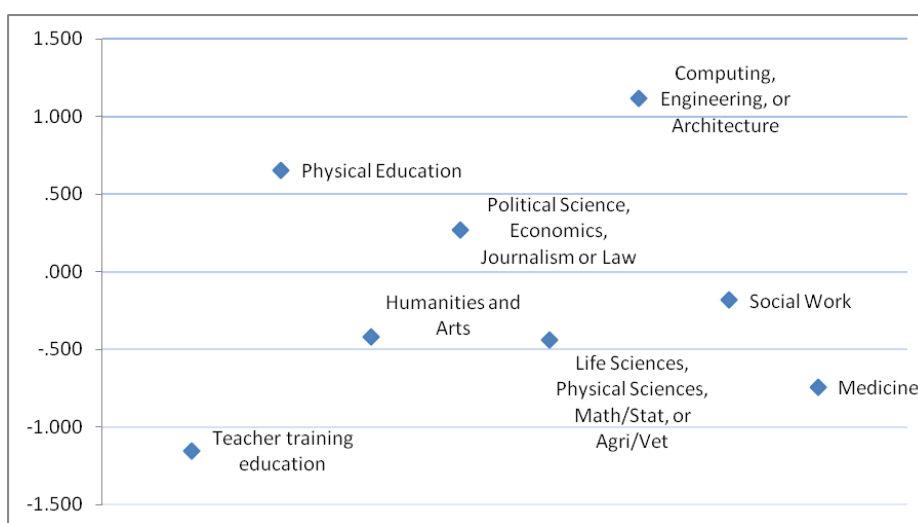 1.500
Computing,
Engineering, or
Architecture
1.000
Physical Education
.500
Political Science,
Economics,
Journalism or Law
.000
Humanities and
Arts
Social Work
-.500
Life Sciences,
Physical Sciences,
Math/Stat, or
Agri/Vet
Medicine
-1.000
Teacher training
education
-1.500